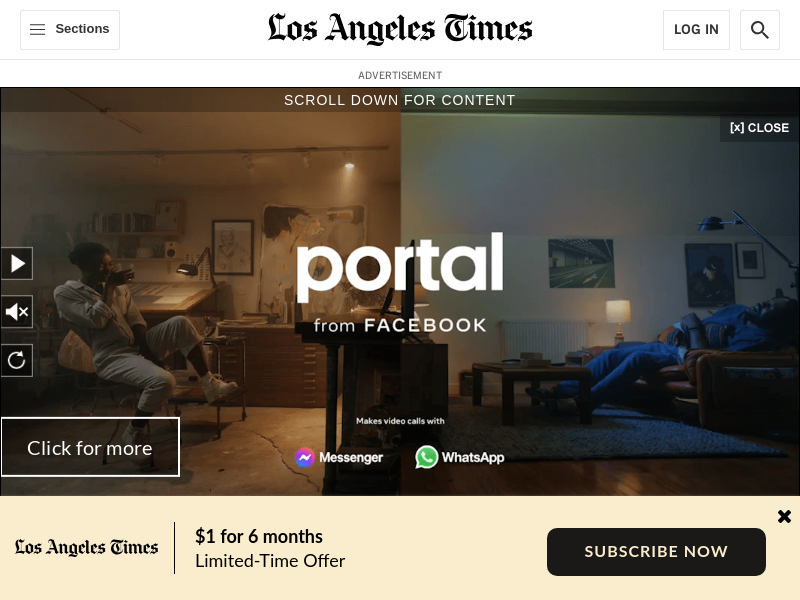 Sections
Los Angeles Times
LOG IN
ADVERTISEMENT
SCROLL DOWN FOR CONTENT
[x] CLOSE
portal
from FACEBOOK
Makes video calls with
Messenger
WhatsApp
Click for more
Los Angeles Times
$1 for 6 months
Limited-Time Offer
SUBSCRIBE NOW